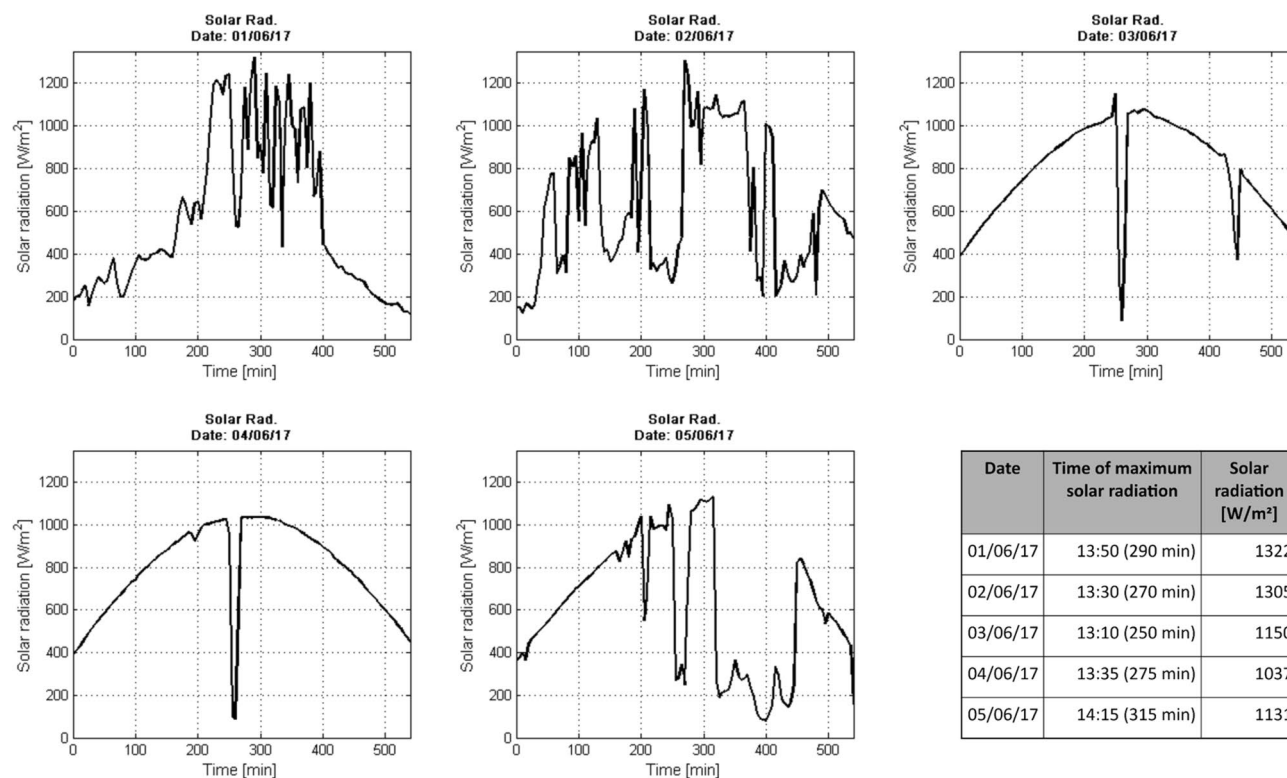 Solar Rad.
Date: 01/06/17
Solar radiation [W/m²]
1200
1000
800
600
400
200
0
0 100 200 300 400 500
Time [min]
Solar Rad.
Date: 02/06/17
Solar radiation [W/m²]
1200
1000
800
600
400
200
0
0 100 200 300 400 500
Time [min]
Solar Rad.
Date: 03/06/17
Solar radiation [W/m²]
1200
1000
800
600
400
200
0
0 100 200 300 400 500
Time [min]
Solar Rad.
Date: 04/06/17
Solar radiation [W/m²]
1200
1000
800
600
400
200
0
0 100 200 300 400 500
Time [min]
Solar Rad.
Date: 05/06/17
Solar radiation [W/m²]
1200
1000
800
600
400
200
0
0 100 200 300 400 500
Time [min]
Date Time of maximum Solar
solar radiation radiation
[W/m²]
01/06/17 13:50 (290 min) 1322
02/06/17 13:30 (270 min) 1305
03/06/17 13:10 (250 min) 1150
04/06/17 13:35 (275 min) 1037
05/06/17 14:15 (315 min) 1131